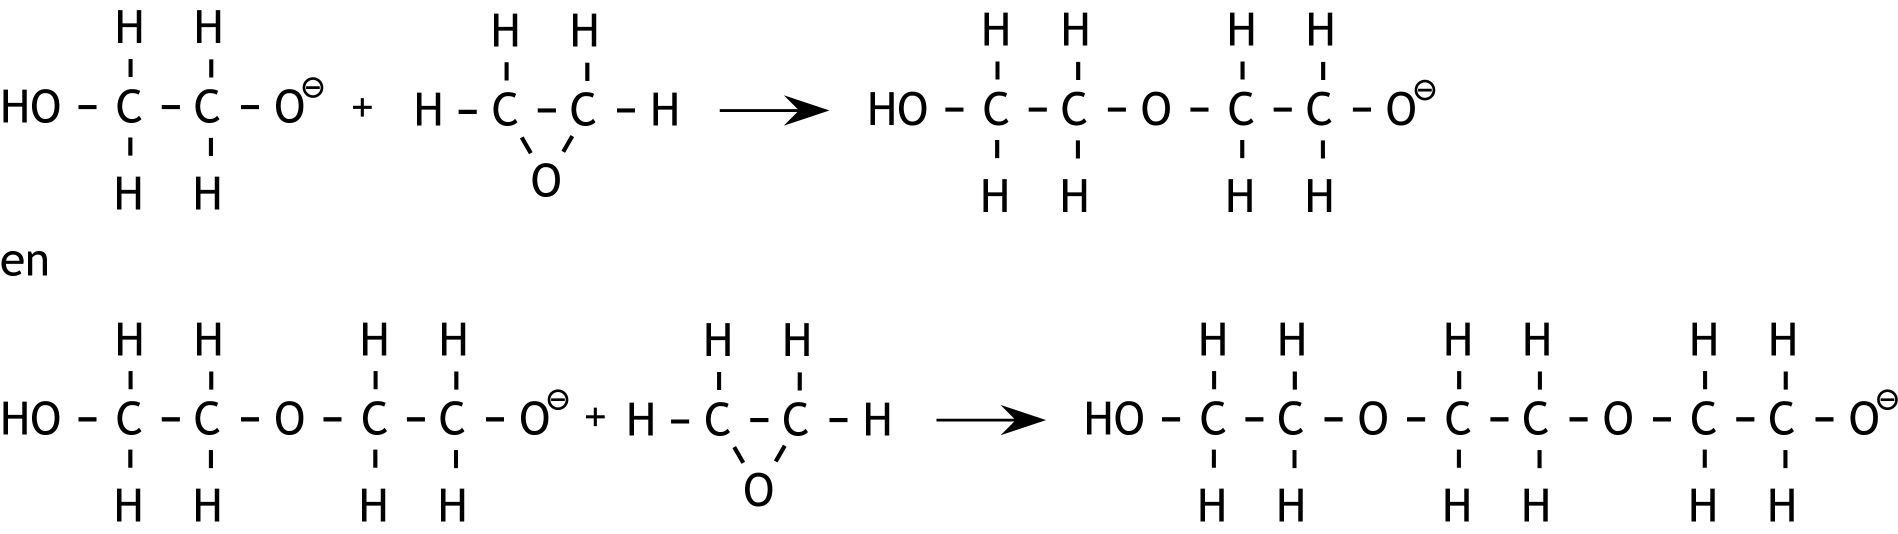 H H H H H H H H
HO – C – C – O⊖ + H – C – C – H ⟶ HO – C – C – O – C – C – O⊖
O
H H H H H H
en
H H H H H H H H H H H H
HO – C – C – O – C – C – O⊖ + H – C – C – H ⟶ HO – C – C – O – C – C – O – C – C – O⊖
O
H H H H H H H H H H